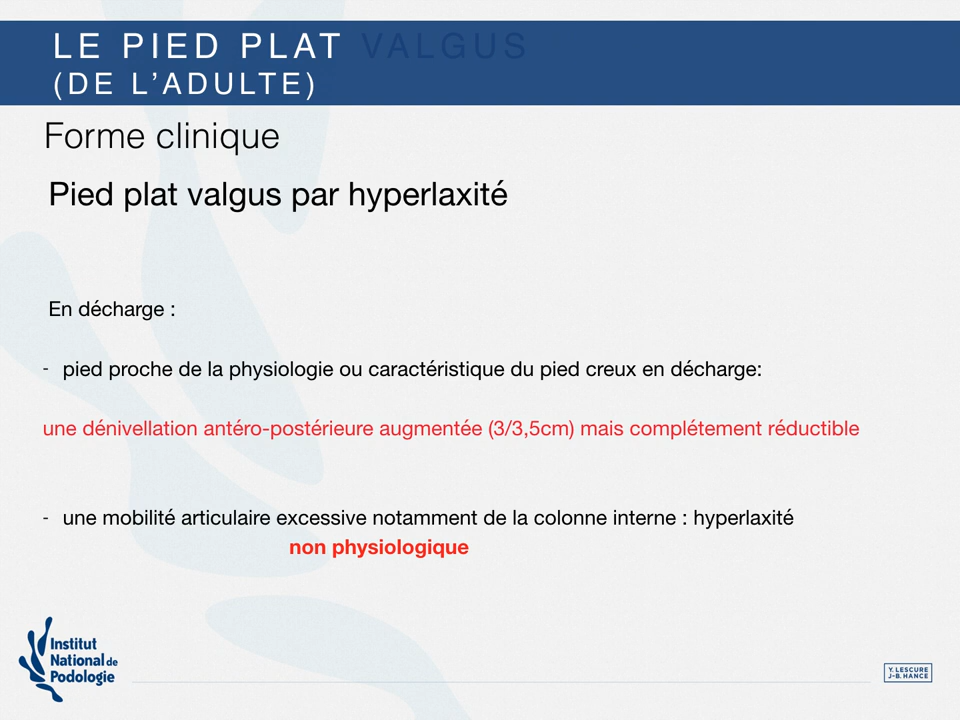 LE PIED PLAT VALGUS
(DE L’ADULTE)
Forme clinique
Pied plat valgus par hyperlaxité
En décharge :
- pied proche de la physiologie ou caractéristique du pied creux en décharge:
une dénivellation antéro-postérieure augmentée (3/3,5cm) mais complétement réductible
- une mobilité articulaire excessive notamment de la colonne interne : hyperlaxité
non physiologique
Institut
National de
Podologie
Y. LESCURE
J-B. HANCE